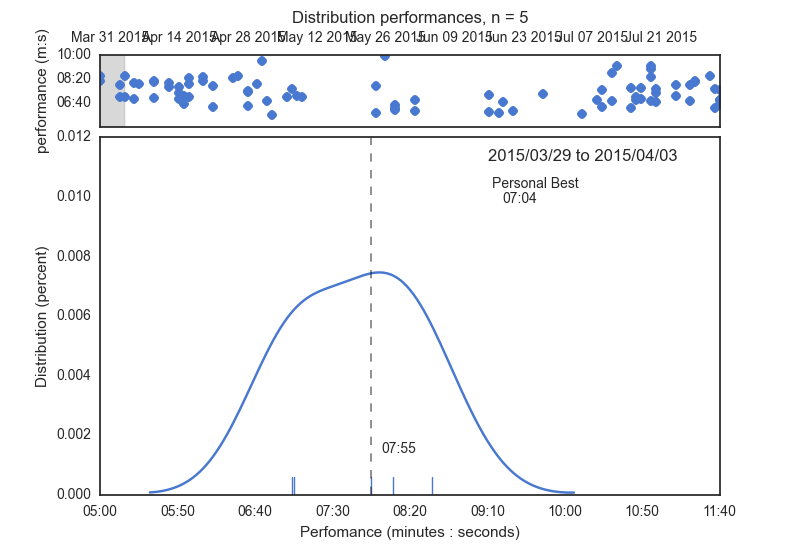 Distribution performances, n = 5
Mar 31 2015 Apr 14 2015 Apr 28 2015 May 12 2015 May 26 2015 Jun 09 2015 Jun 23 2015 Jul 07 2015 Jul 21 2015
performance (m:s)
10:00
08:20
06:40
Distribution (percent)
0.012
0.010
0.008
0.006
0.004
0.002
0.000
2015/03/29 to 2015/04/03
Personal Best
07:04
07:55
05:00 05:50 06:40 07:30 08:20 09:10 10:00 10:50 11:40
Perfomance (minutes : seconds)